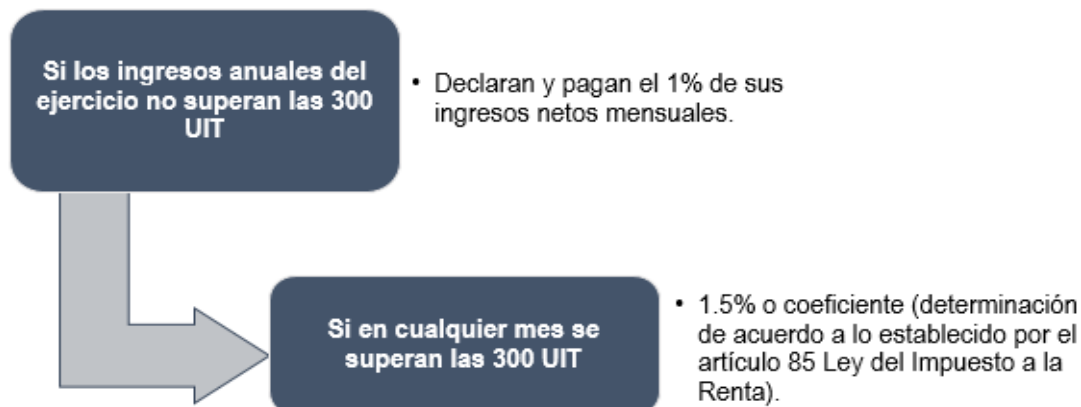 Si los ingresos anuales del
ejercicio no superan las 300
UIT
• Declaran y pagan el 1% de sus
ingresos netos mensuales.
Si en cualquier mes se
superan las 300 UIT
• 1.5% o coeficiente (determinación
de acuerdo a lo establecido por el
artículo 85 Ley del Impuesto a la
Renta).